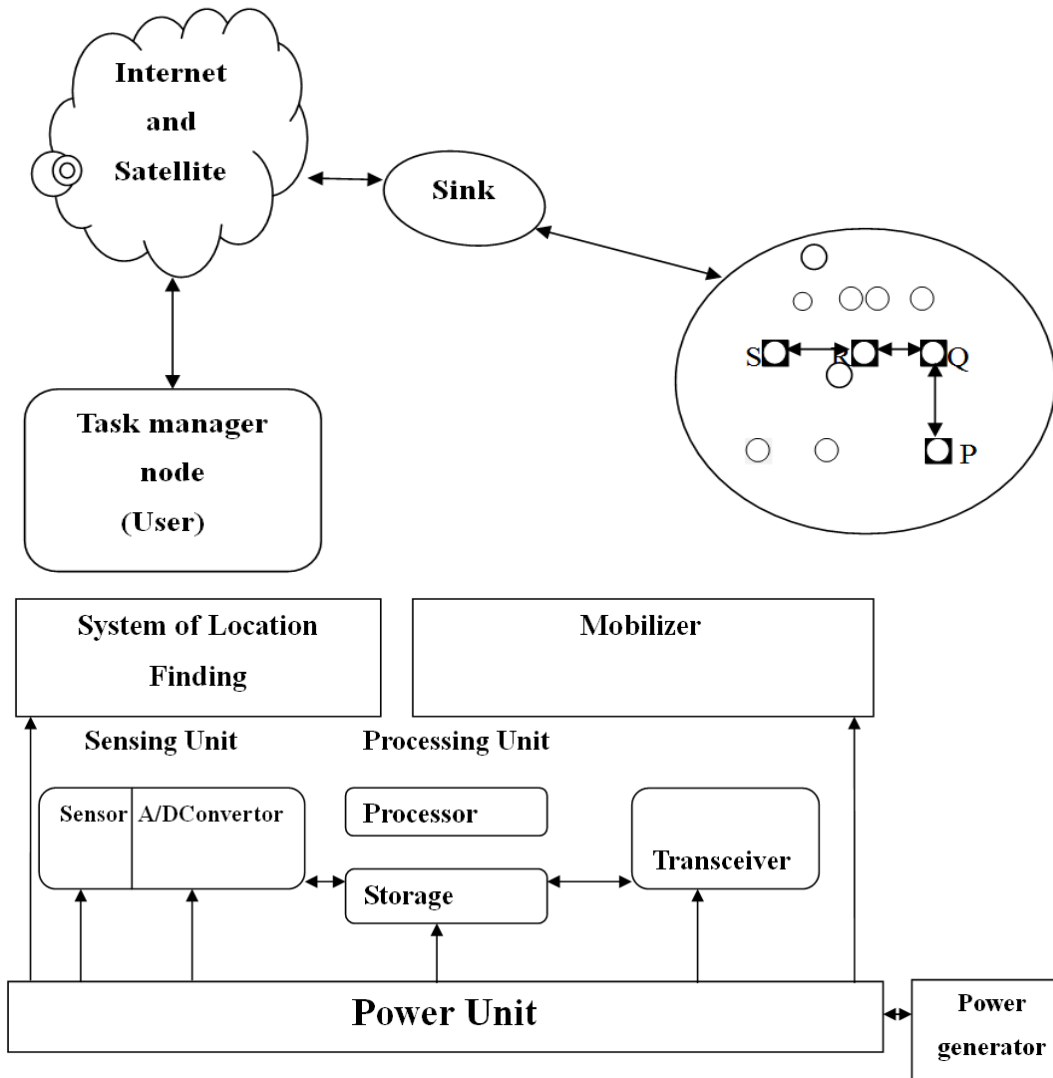 Internet
and
Satellite
Sink
S R Q
P
Task manager
node
(User)
System of Location
Finding
Mobilizer
Sensing Unit
Processing Unit
Sensor A/DConvertor
Processor
Transceiver
Storage
Power Unit
Power
generator